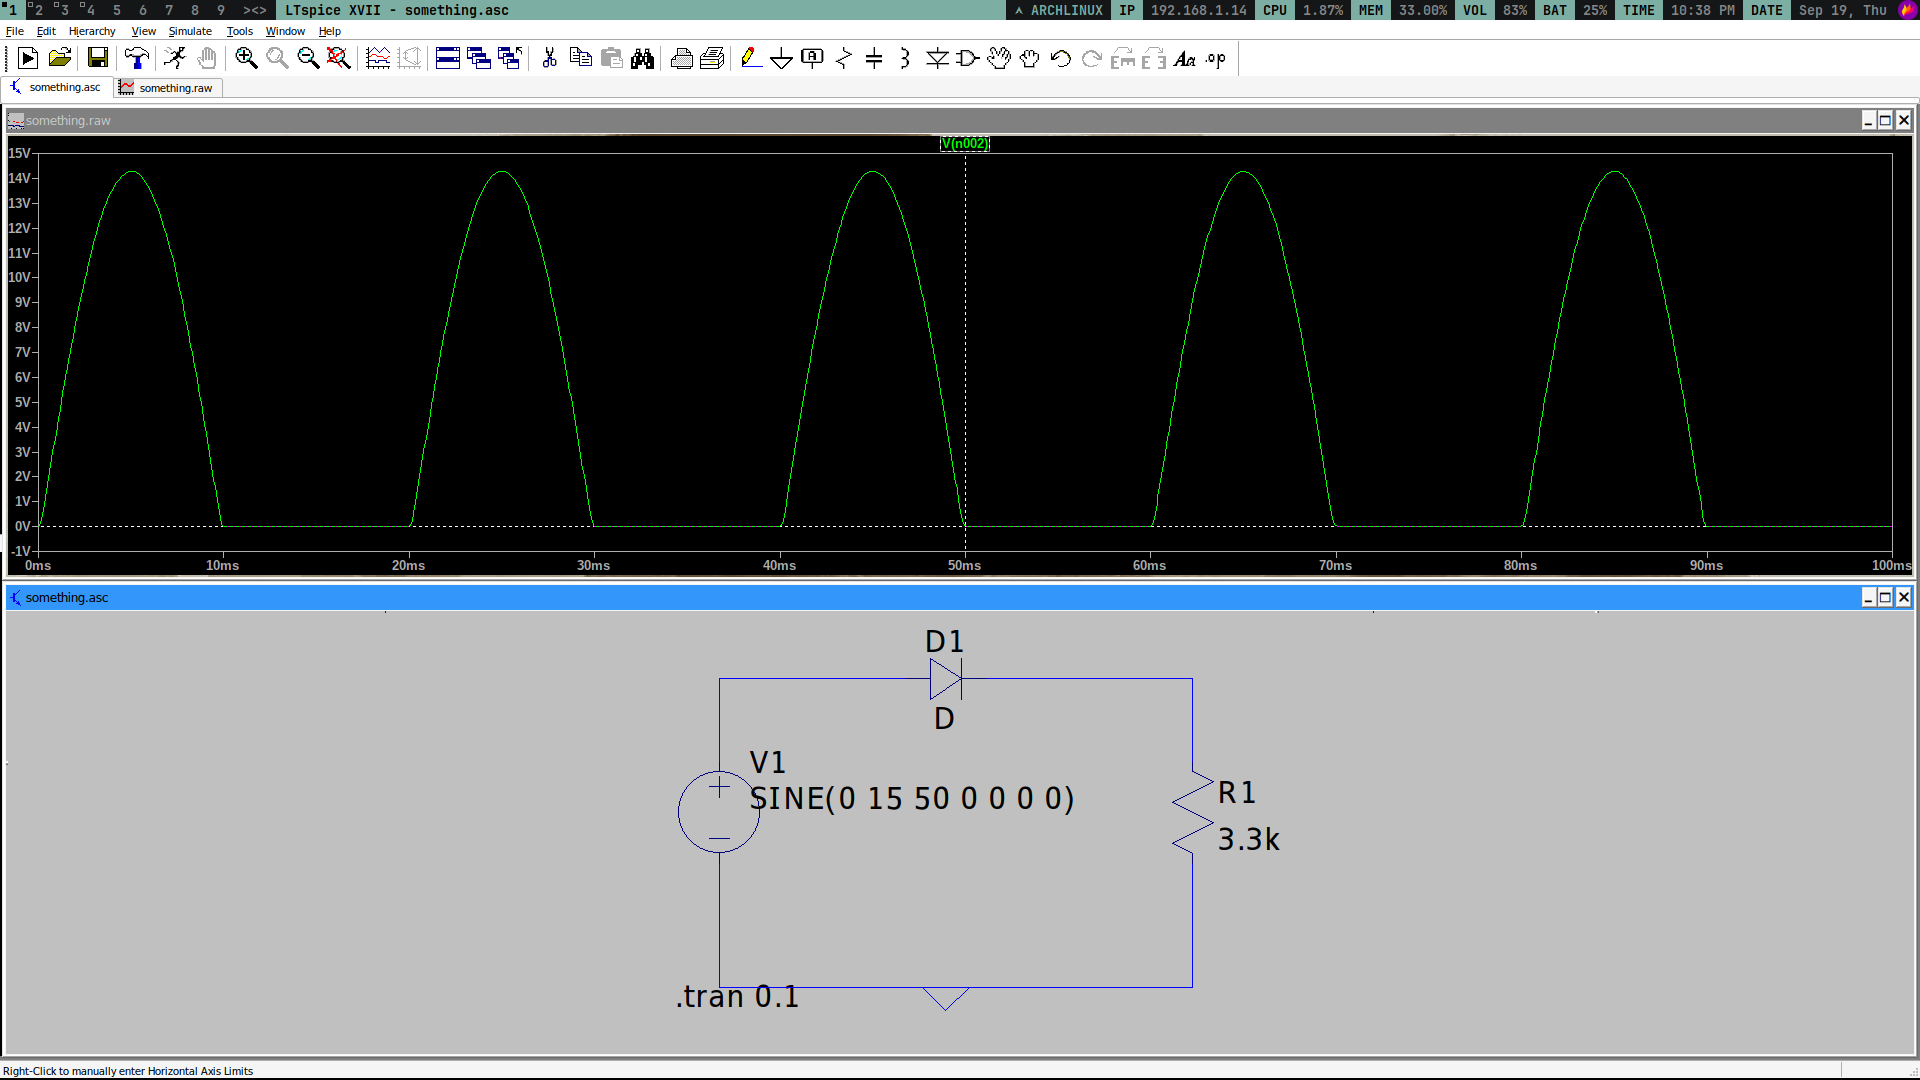 1 2 3 4 5 6 7 8 9 ><> LTspice XVII - something.asc ARCHLINUX IP 192.168.1.14 CPU 1.87% MEM 33.00% VOL 83% BAT 25% TIME 10:38 PM DATE Sep 19, Thu
File Edit Hierarchy View Simulate Tools Window Help
A Aa .op
something.asc something.raw
something.raw
V(n002)
15V
14V
13V
12V
11V
10V
9V
8V
7V
6V
5V
4V
3V
2V
1V
0V
-1V
0ms 10ms 20ms 30ms 40ms 50ms 60ms 70ms 80ms 90ms 100ms
something.asc
D1
D
V1
SINE(0 15 50 0 0 0 0)
R1
3.3k
.tran 0.1
Right-Click to manually enter Horizontal Axis Limits